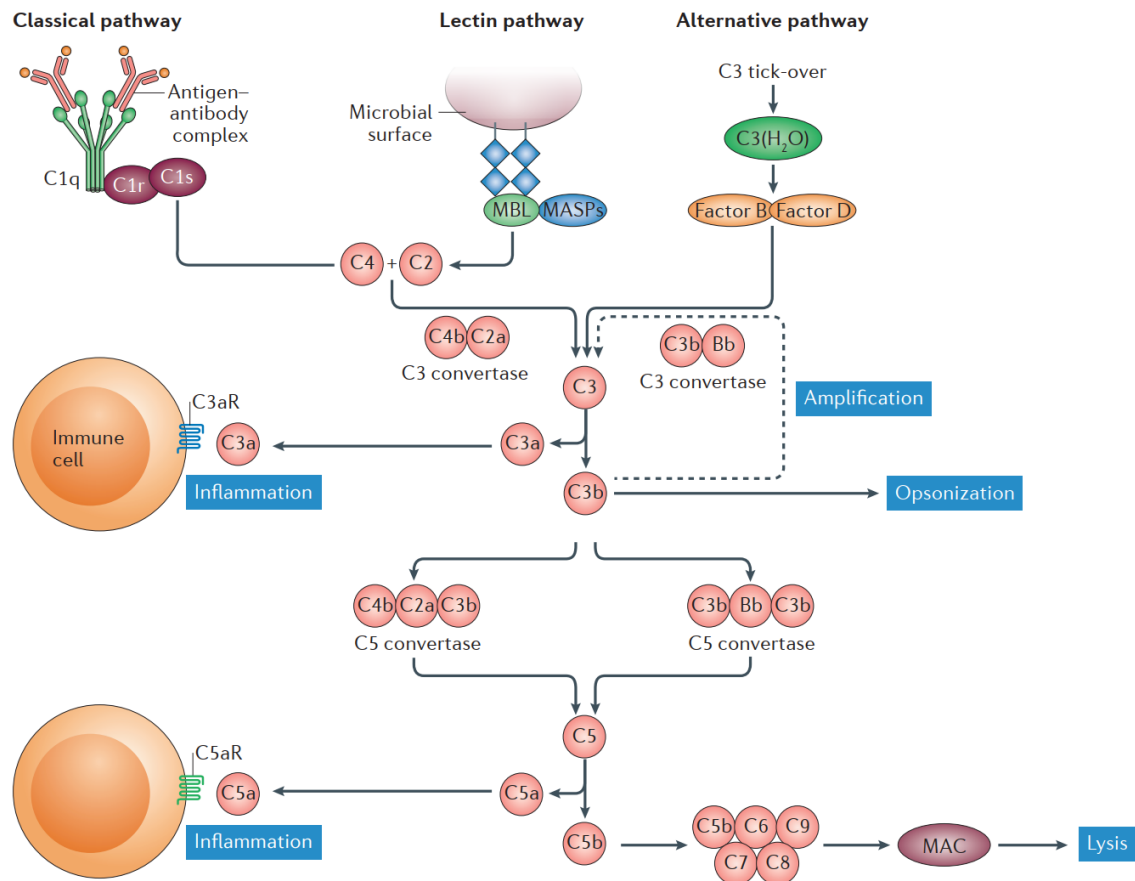 Classical pathway
Lectin pathway
Alternative pathway
Antigen–
antibody
complex
C1q
C1r
C1s
Microbial
surface
MBL
MASPs
C3 tick-over
C3(H₂O)
Factor B
Factor D
C4 + C2
C4b
C2a
C3 convertase
C3b
Bb
C3 convertase
Amplification
C3
C3aR
Immune
cell
C3a
C3a
Inflammation
C3b
Opsonization
C4b
C2a
C3b
C5 convertase
C3b
Bb
C3b
C5 convertase
C5
C5aR
C5a
C5a
Inflammation
C5b
C5b
C6
C9
C7
C8
MAC
Lysis